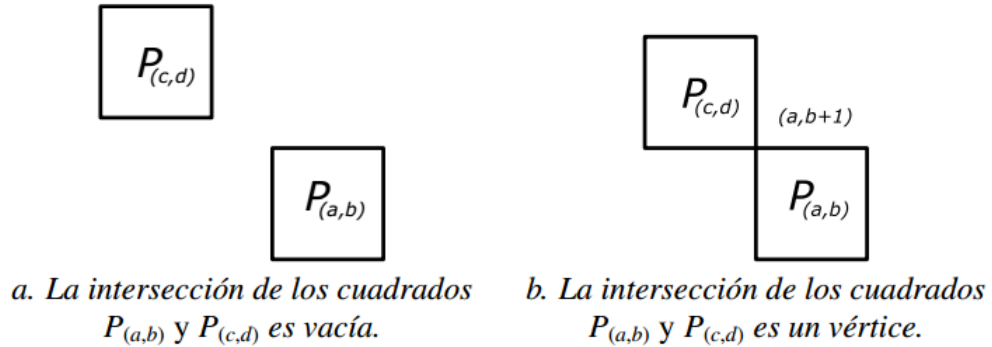 P(c,d)
P(a,b)
a. La intersección de los cuadrados
P(a,b) y P(c,d) es vacía.
P(c,d)
(a,b+1)
P(a,b)
b. La intersección de los cuadrados
P(a,b) y P(c,d) es un vértice.